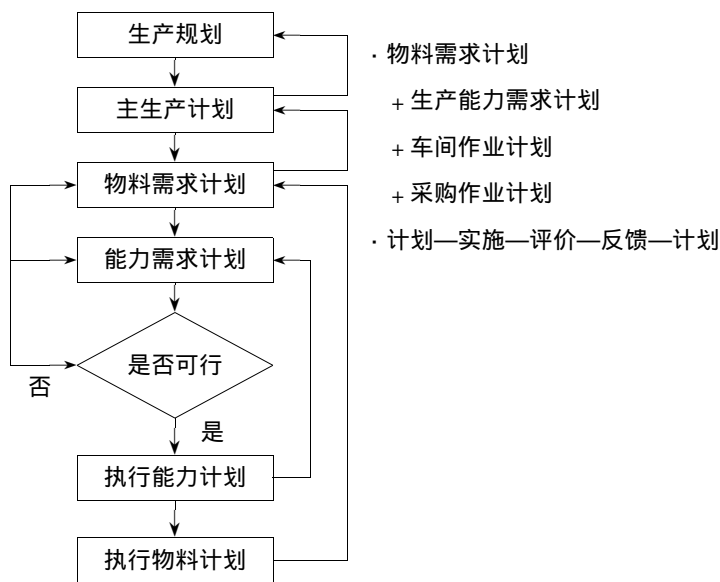 生产规划
主生产计划
物料需求计划
能力需求计划
是否可行
否
是
执行能力计划
执行物料计划
· 物料需求计划
+ 生产能力需求计划
+ 车间作业计划
+ 采购作业计划
· 计划—实施—评价—反馈—计划